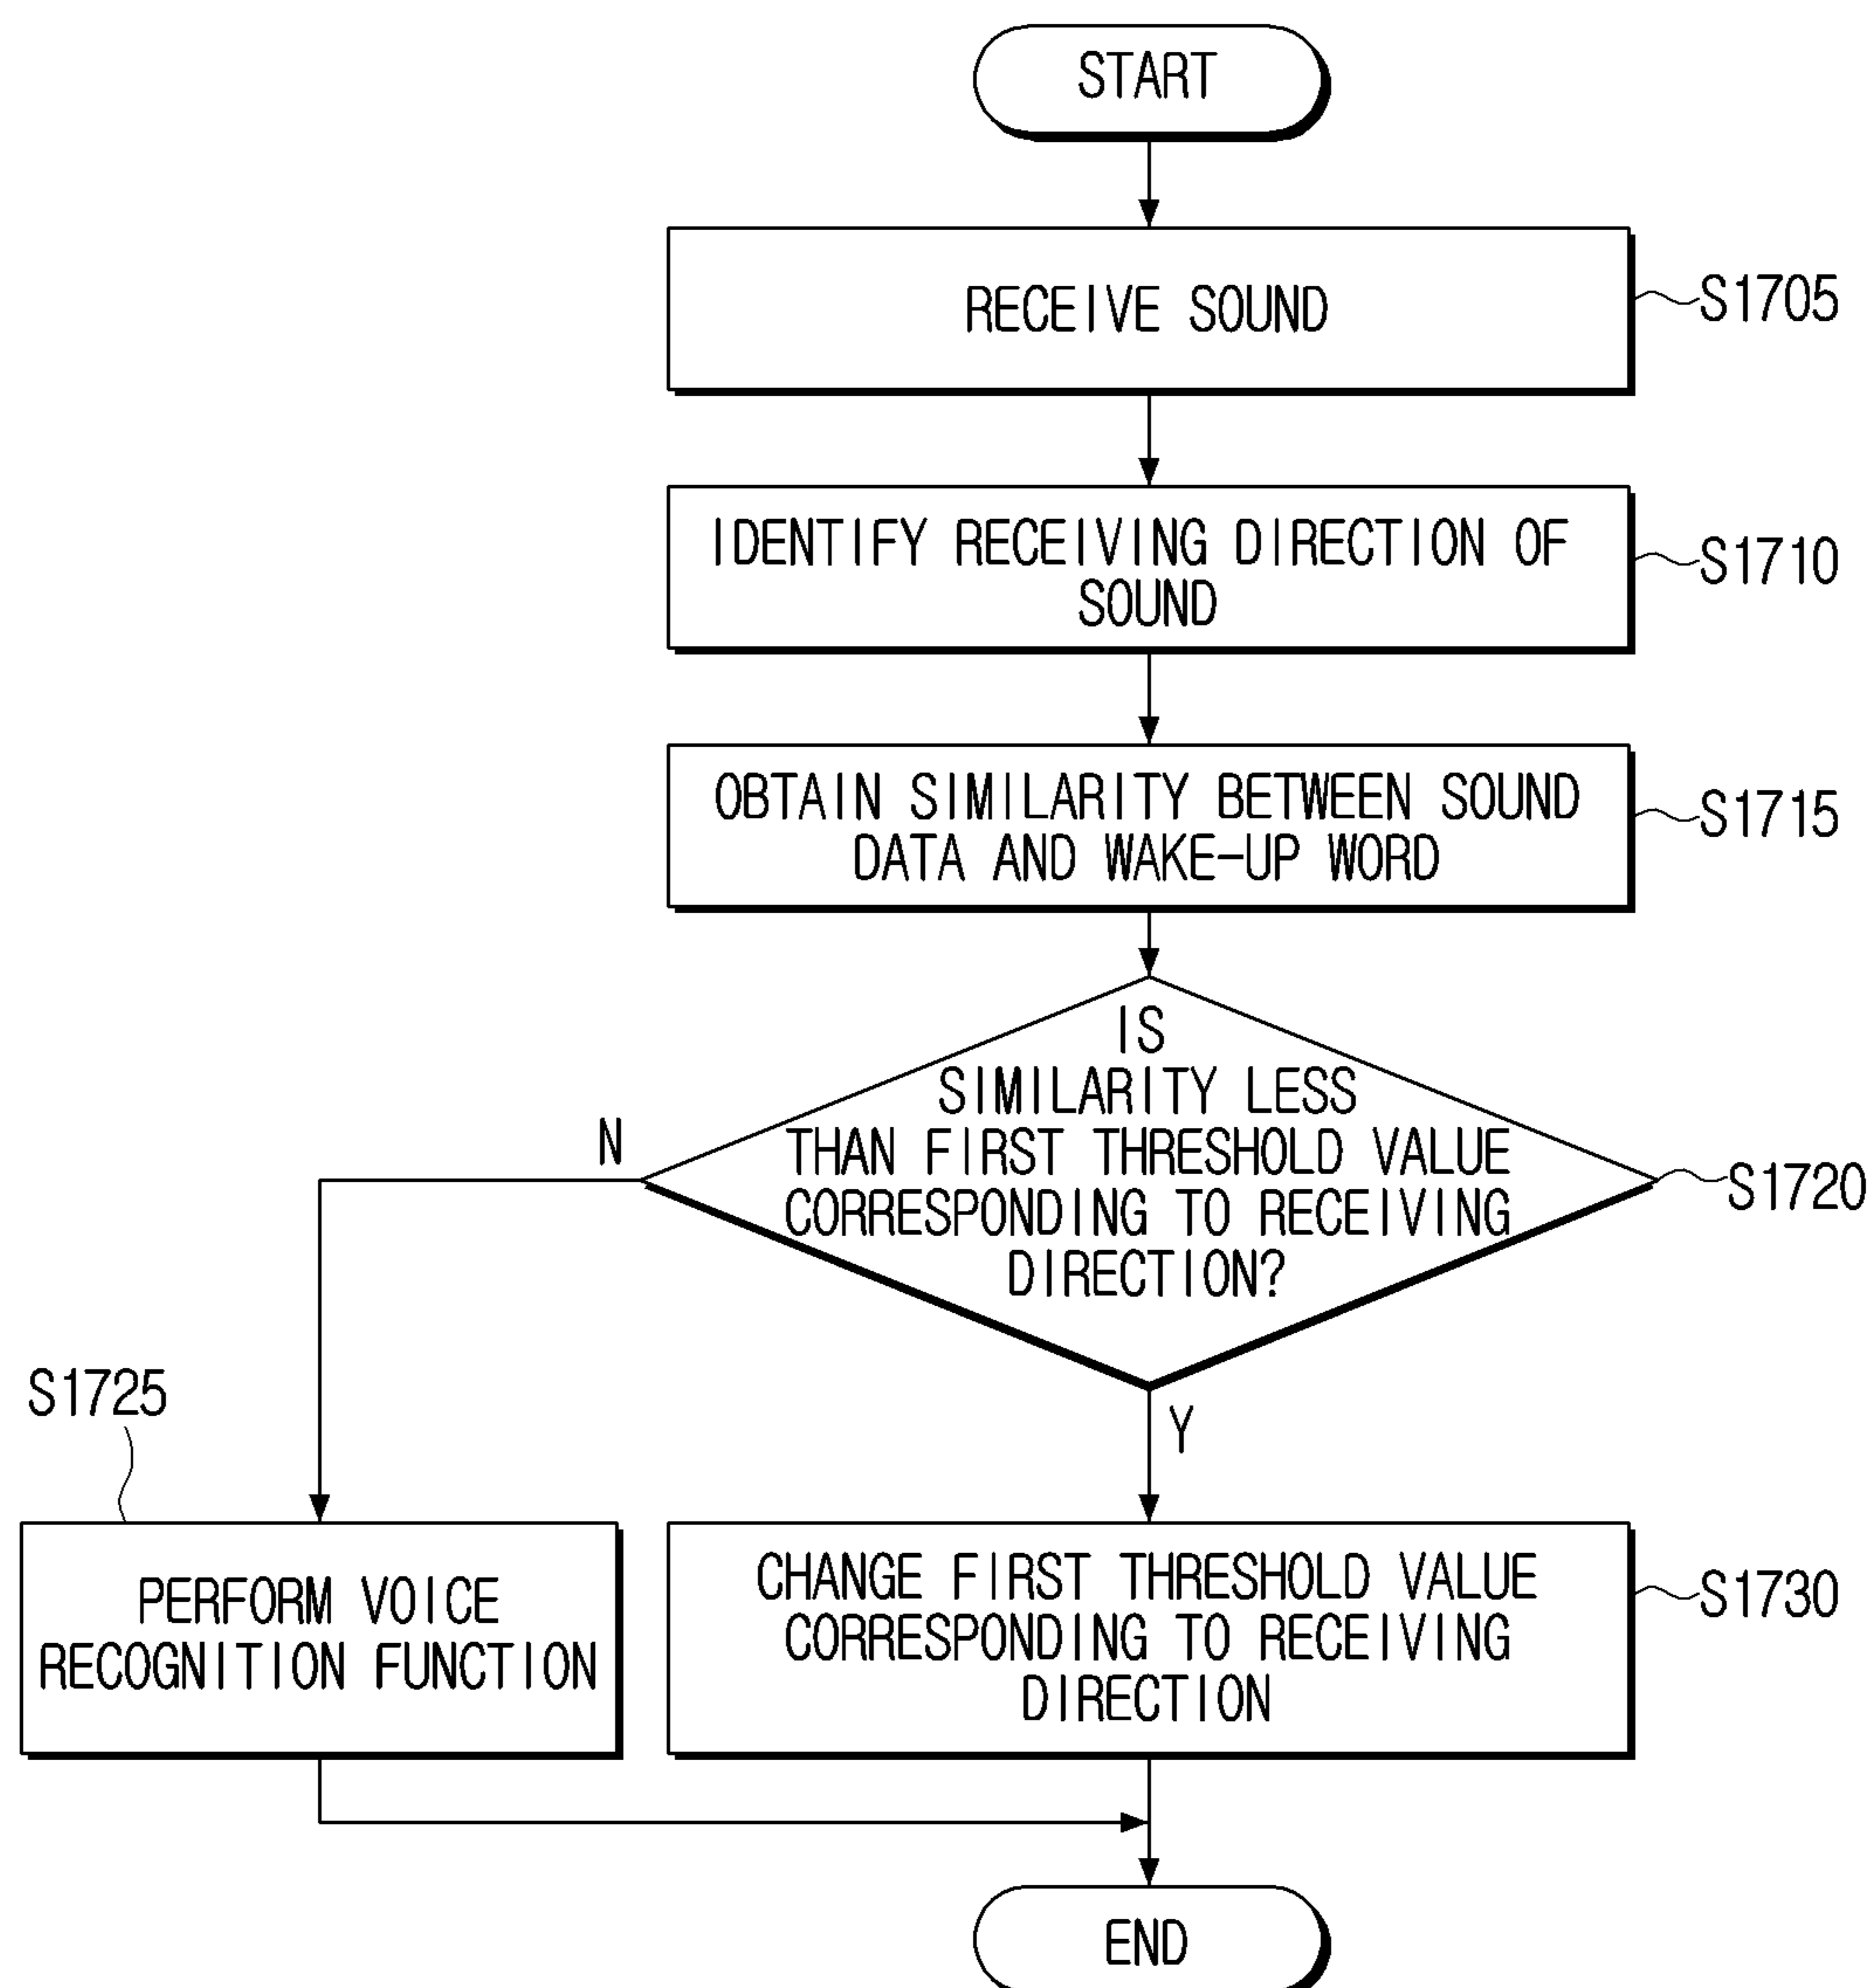 START
RECEIVE SOUND
S1705
IDENTIFY RECEIVING DIRECTION OF
SOUND
S1710
OBTAIN SIMILARITY BETWEEN SOUND
DATA AND WAKE-UP WORD
S1715
IS
SIMILARITY LESS
THAN FIRST THRESHOLD VALUE
CORRESPONDING TO RECEIVING
DIRECTION?
S1720
N
Y
S1725
PERFORM VOICE
RECOGNITION FUNCTION
CHANGE FIRST THRESHOLD VALUE
CORRESPONDING TO RECEIVING
DIRECTION
S1730
END